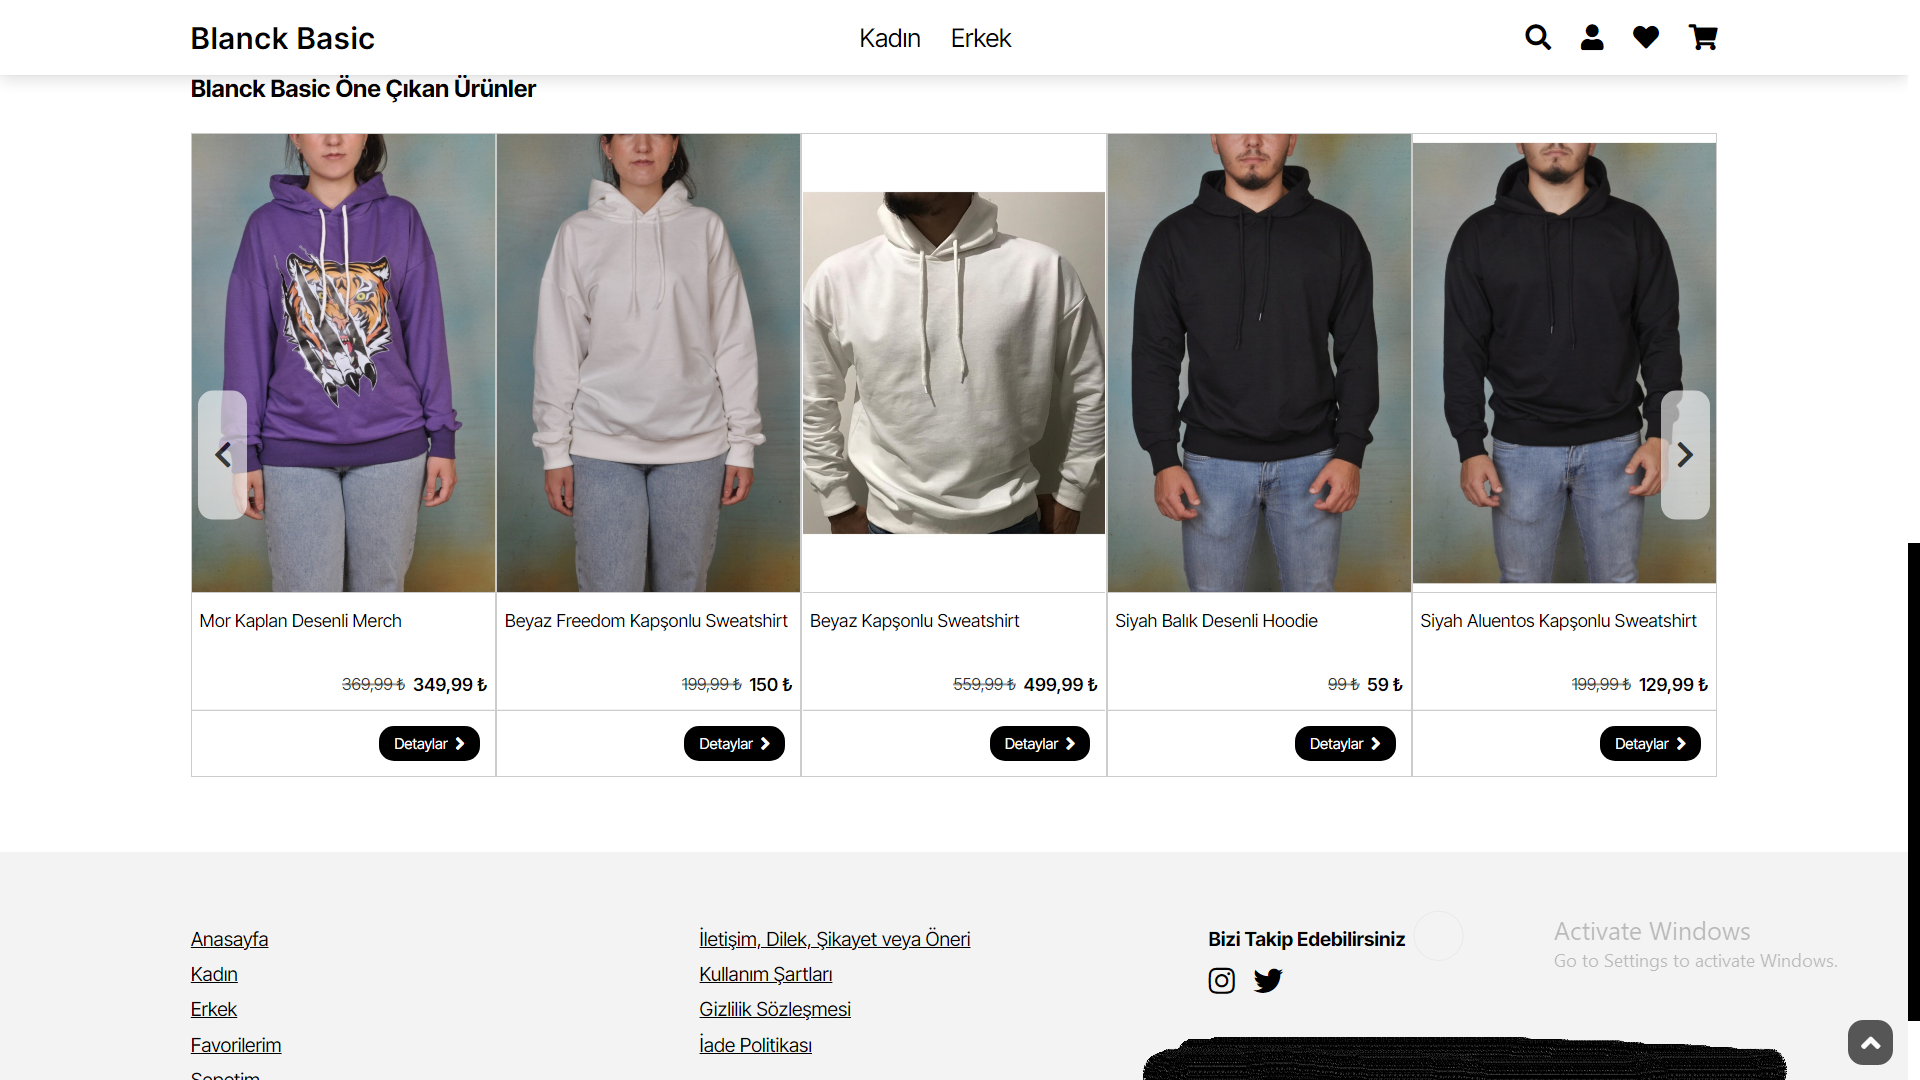 Blanck Basic
Kadın Erkek
Blanck Basic Öne Çıkan Ürünler
Mor Kaplan Desenli Merch
369,99 ₺ 349,99 ₺
Detaylar
Beyaz Freedom Kapşonlu Sweatshirt
199,99 ₺ 150 ₺
Detaylar
Beyaz Kapşonlu Sweatshirt
559,99 ₺ 499,99 ₺
Detaylar
Siyah Balık Desenli Hoodie
99 ₺ 59 ₺
Detaylar
Siyah Aluentos Kapşonlu Sweatshirt
199,99 ₺ 129,99 ₺
Detaylar
Anasayfa
Kadın
Erkek
Favorilerim
Sepetim
İletişim, Dilek, Şikayet veya Öneri
Kullanım Şartları
Gizlilik Sözleşmesi
İade Politikası
Bizi Takip Edebilirsiniz
Activate Windows
Go to Settings to activate Windows.